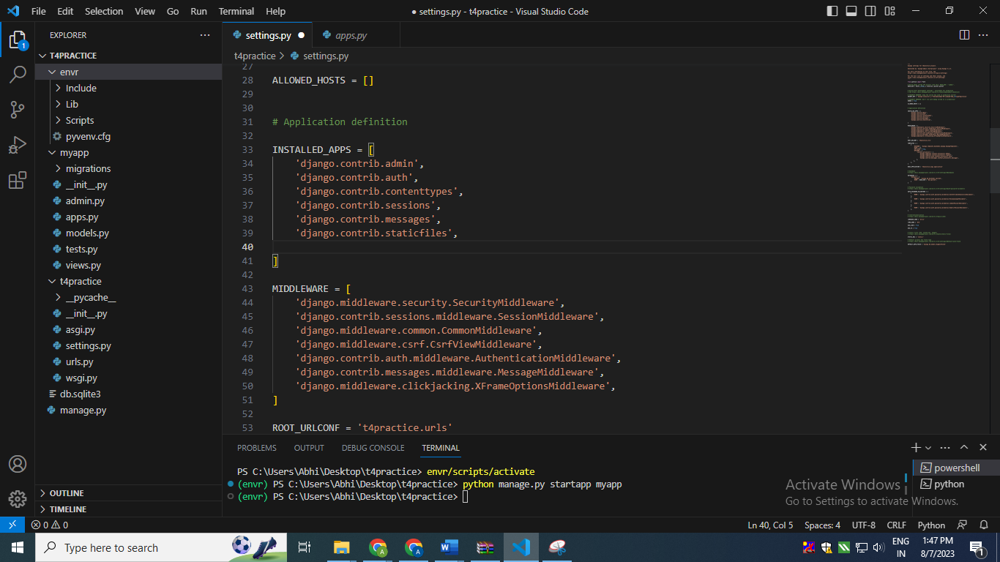 File Edit Selection View Go Run Terminal Help
● settings.py - t4practice - Visual Studio Code
EXPLORER
T4PRACTICE
envr
Include
Lib
Scripts
pyvenv.cfg
myapp
migrations
__init__.py
admin.py
apps.py
models.py
tests.py
views.py
t4practice
__pycache__
__init__.py
asgi.py
settings.py
urls.py
wsgi.py
db.sqlite3
manage.py
OUTLINE
TIMELINE
1
settings.py ● apps.py
t4practice > settings.py
27
28 ALLOWED_HOSTS = []
29
30
31 # Application definition
32
33 INSTALLED_APPS = [
34 'django.contrib.admin',
35 'django.contrib.auth',
36 'django.contrib.contenttypes',
37 'django.contrib.sessions',
38 'django.contrib.messages',
39 'django.contrib.staticfiles',
40
41 ]
42
43 MIDDLEWARE = [
44 'django.middleware.security.SecurityMiddleware',
45 'django.contrib.sessions.middleware.SessionMiddleware',
46 'django.middleware.common.CommonMiddleware',
47 'django.middleware.csrf.CsrfViewMiddleware',
48 'django.contrib.auth.middleware.AuthenticationMiddleware',
49 'django.contrib.messages.middleware.MessageMiddleware',
50 'django.middleware.clickjacking.XFrameOptionsMiddleware',
51 ]
52
53 ROOT_URLCONF = 't4practice.urls'
PROBLEMS OUTPUT DEBUG CONSOLE TERMINAL
PS C:\Users\Abhi\Desktop\t4practice> envr/scripts/activate
(envr) PS C:\Users\Abhi\Desktop\t4practice> python manage.py startapp myapp
(envr) PS C:\Users\Abhi\Desktop\t4practice>
powershell
python
Activate Windows
Go to Settings to activate Windows.
0 0
Ln 40, Col 5 Spaces: 4 UTF-8 CRLF Python
Type here to search
ENG
IN
1:47 PM
8/7/2023
1